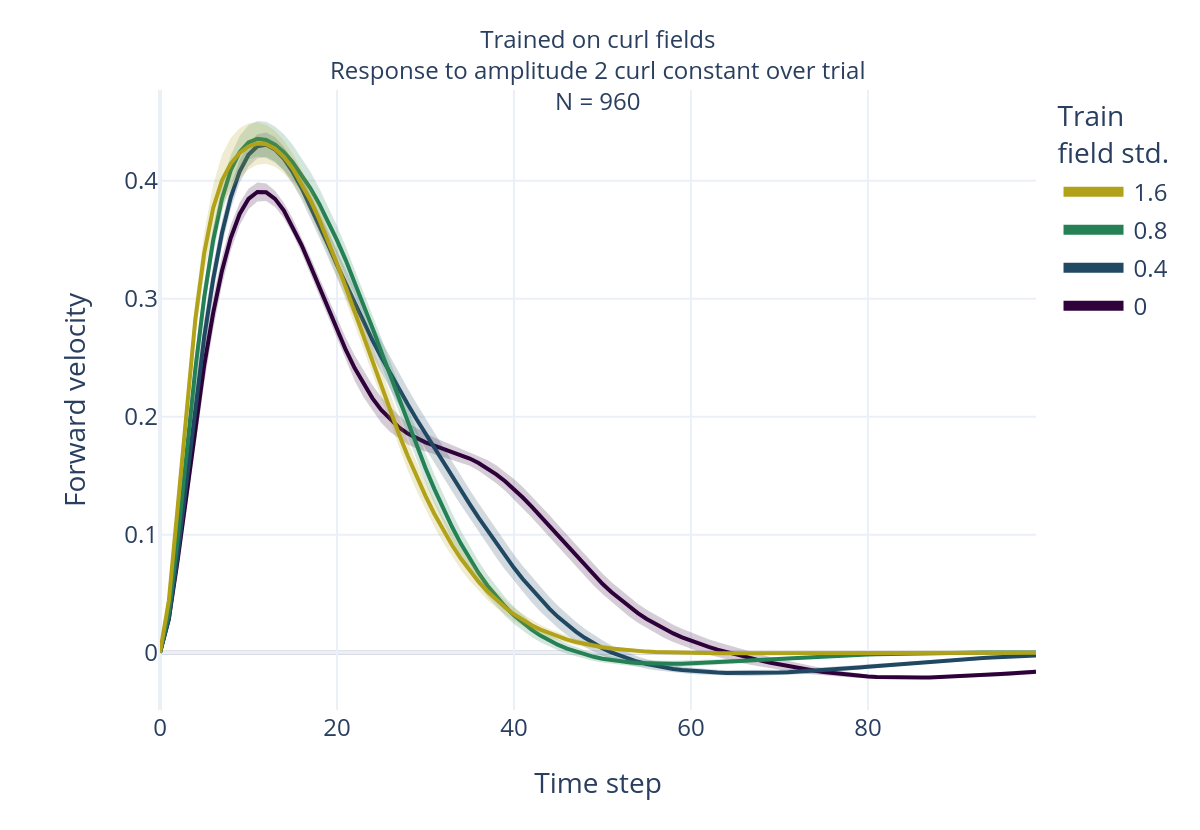 Trained on curl fields
Response to amplitude 2 curl constant over trial
N = 960
Train
field std.
1.6
0.8
0.4
0
Forward velocity
0.4
0.3
0.2
0.1
0
0 20 40 60 80
Time step